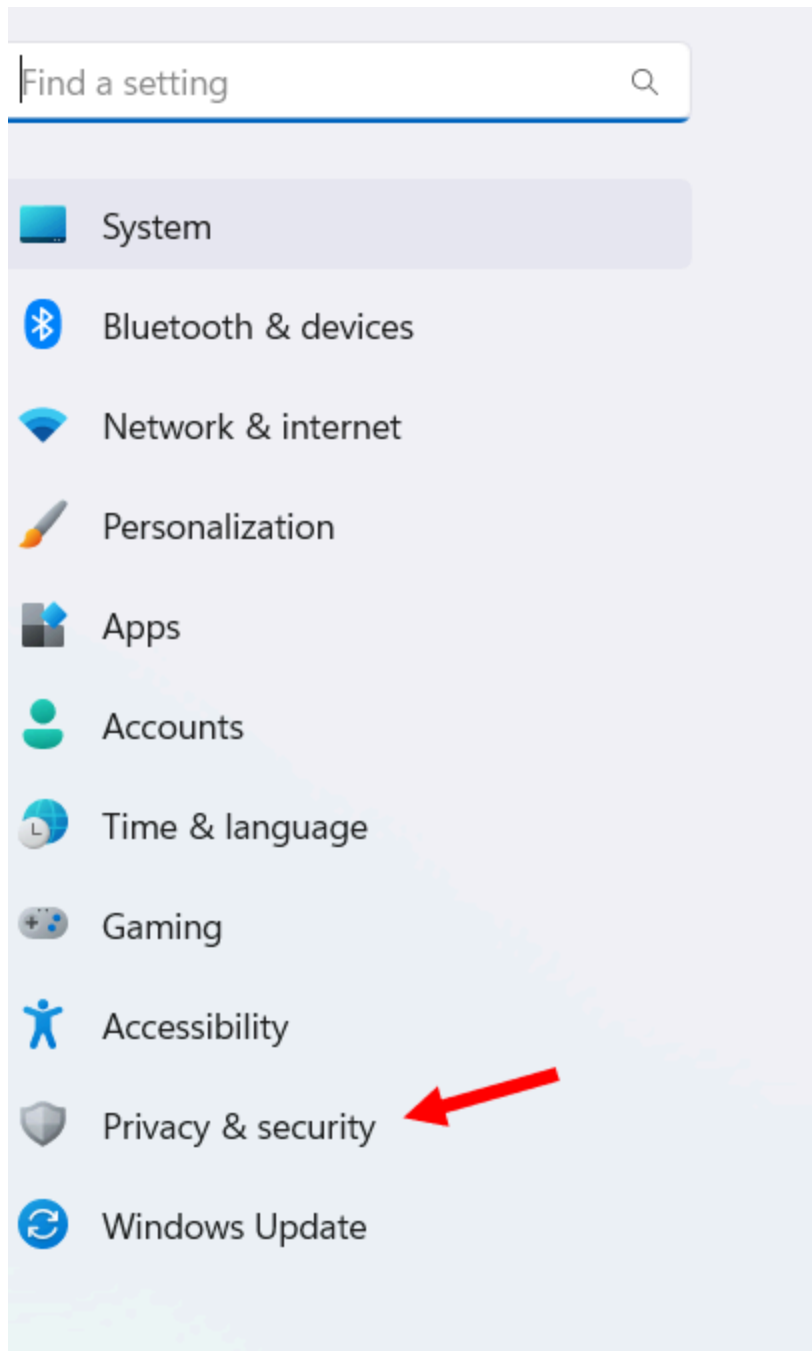 Find a setting
System
Bluetooth & devices
Network & internet
Personalization
Apps
Accounts
Time & language
Gaming
Accessibility
Privacy & security
Windows Update